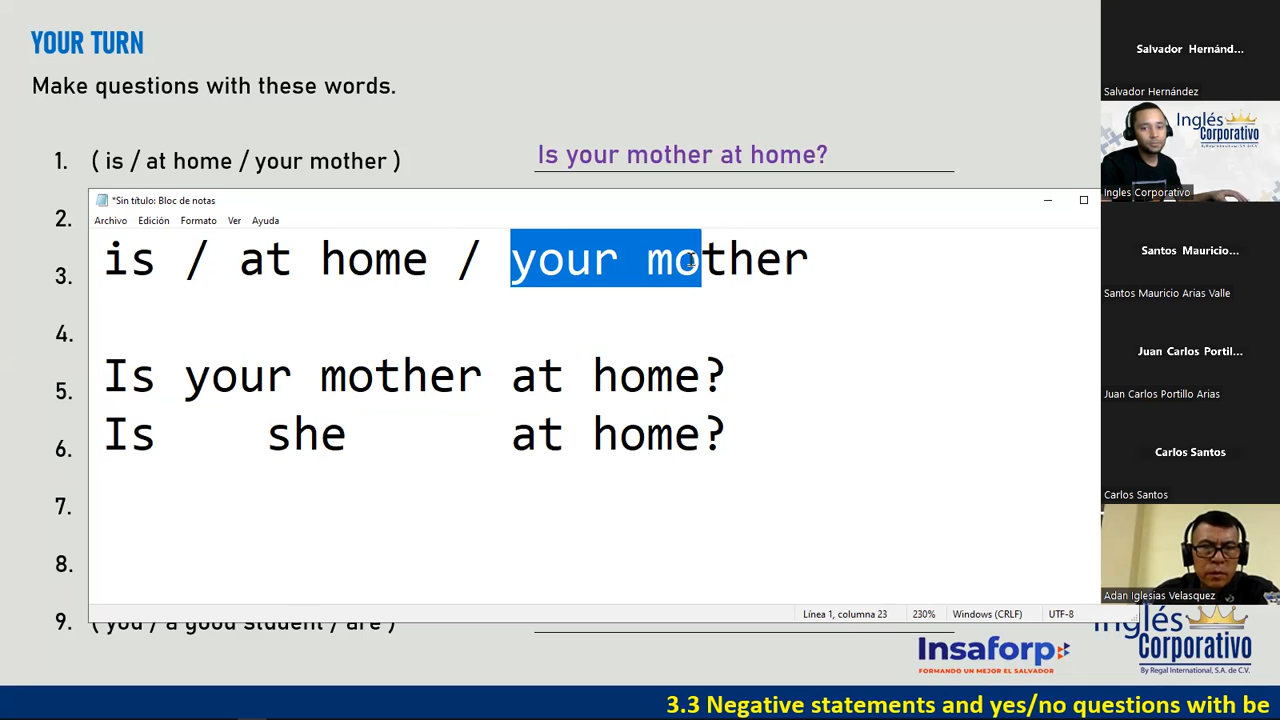 YOUR TURN
Make questions with these words.
1. ( is / at home / your mother )
Is your mother at home?
2.
3.
4.
5.
6.
7.
8.
9. ( you / a good student / are )
*Sin título: Bloc de notas
Archivo Edición Formato Ver Ayuda
is / at home / your mother
Is your mother at home?
Is she at home?
Línea 1, columna 23 230% Windows (CRLF) UTF-8
Salvador Hernánd...
Salvador Hernández
Inglés
Corporativo
By Regal International, S.A. de C.V.
Ingles Corporativo
Santos Mauricio...
Santos Mauricio Arias Valle
Juan Carlos Portil...
Juan Carlos Portillo Arias
Carlos Santos
Carlos Santos
Adan Iglesias Velasquez
Insaforp
FORMANDO UN MEJOR EL SALVADOR
Inglés
Corporativo
By Regal International, S.A. de C.V.
3.3 Negative statements and yes/no questions with be